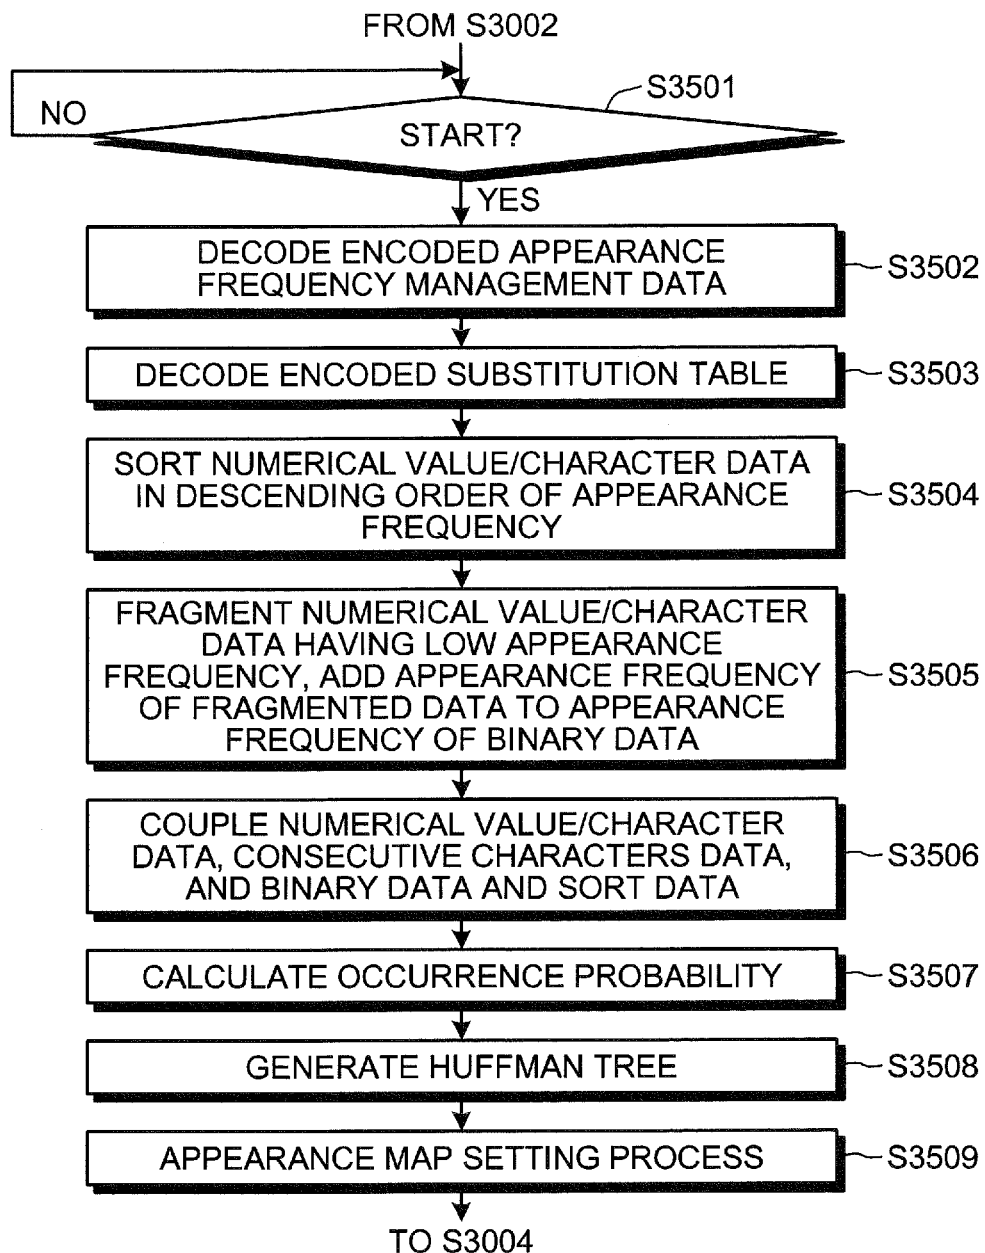 FROM S3002
S3501
NO
START?
YES
DECODE ENCODED APPEARANCE
FREQUENCY MANAGEMENT DATA
S3502
DECODE ENCODED SUBSTITUTION TABLE
S3503
SORT NUMERICAL VALUE/CHARACTER DATA
IN DESCENDING ORDER OF APPEARANCE
FREQUENCY
S3504
FRAGMENT NUMERICAL VALUE/CHARACTER
DATA HAVING LOW APPEARANCE
FREQUENCY, ADD APPEARANCE FREQUENCY
OF FRAGMENTED DATA TO APPEARANCE
FREQUENCY OF BINARY DATA
S3505
COUPLE NUMERICAL VALUE/CHARACTER
DATA, CONSECUTIVE CHARACTERS DATA,
AND BINARY DATA AND SORT DATA
S3506
CALCULATE OCCURRENCE PROBABILITY
S3507
GENERATE HUFFMAN TREE
S3508
APPEARANCE MAP SETTING PROCESS
S3509
TO S3004